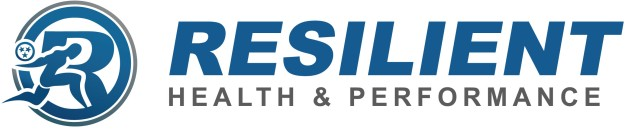 R
RESILIENT
HEALTH & PERFORMANCE